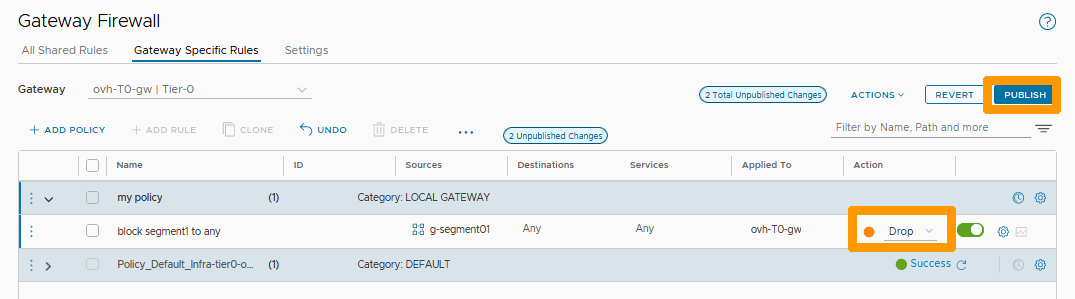 Gateway Firewall
All Shared Rules Gateway Specific Rules Settings
Gateway ovh-T0-gw | Tier-0 2 Total Unpublished Changes ACTIONS REVERT PUBLISH
+ ADD POLICY + ADD RULE CLONE UNDO DELETE ... 2 Unpublished Changes Filter by Name, Path and more
Name ID Sources Destinations Services Applied To Action
my policy (1) Category: LOCAL GATEWAY
block segment1 to any g-segment01 Any Any ovh-T0-gw Drop
Policy_Default_Infra-tier0-o... (1) Category: DEFAULT Success